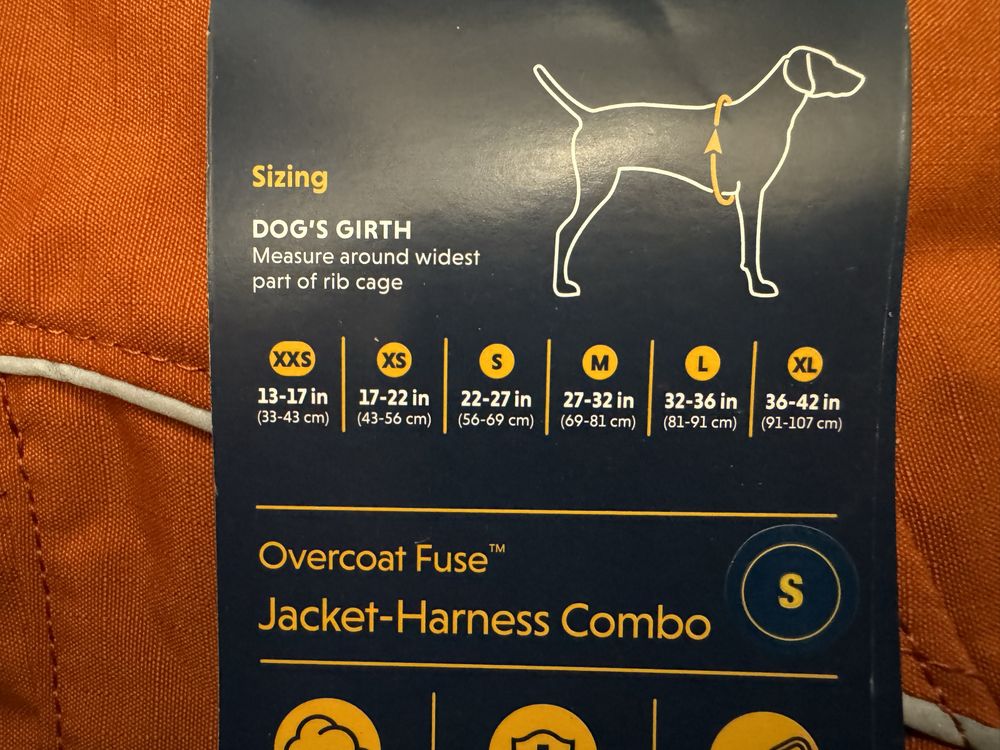 Sizing
DOG'S GIRTH
Measure around widest
part of rib cage
XXS XS S M L XL
13-17 in 17-22 in 22-27 in 27-32 in 32-36 in 36-42 in
(33-43 cm) (43-56 cm) (56-69 cm) (69-81 cm) (81-91 cm) (91-107 cm)
Overcoat Fuse™
Jacket-Harness Combo
S